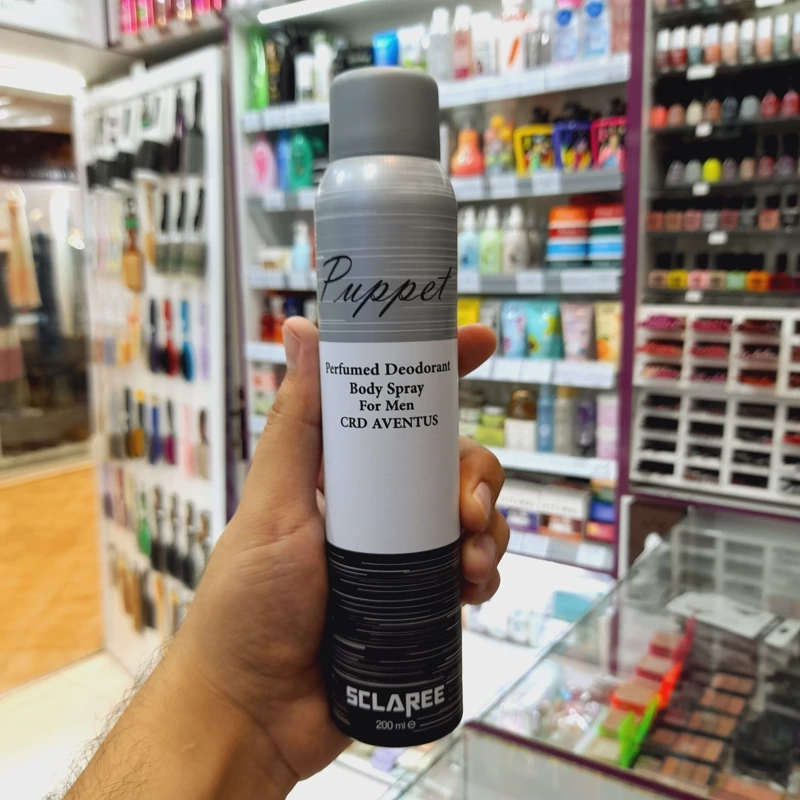 Puppet
Perfumed Deodorant
Body Spray
For Men
CRD AVENTUS
SCLAREE
200 ml ℮